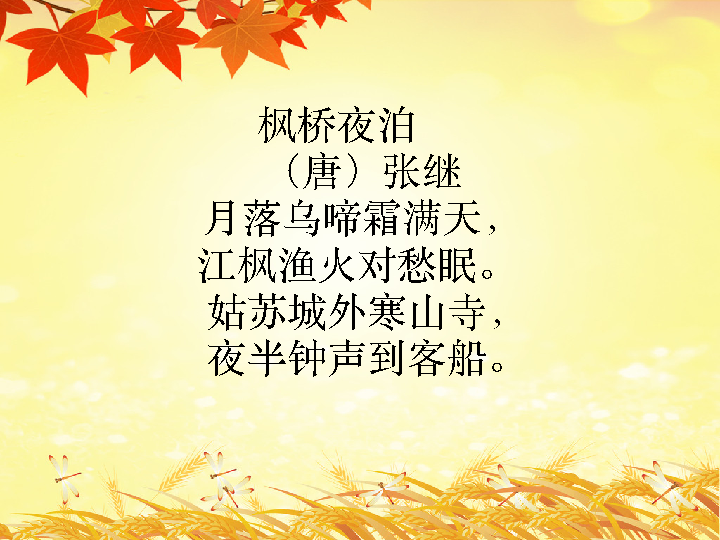 枫桥夜泊
（唐）张继
月落乌啼霜满天，
江枫渔火对愁眠。
姑苏城外寒山寺，
夜半钟声到客船。